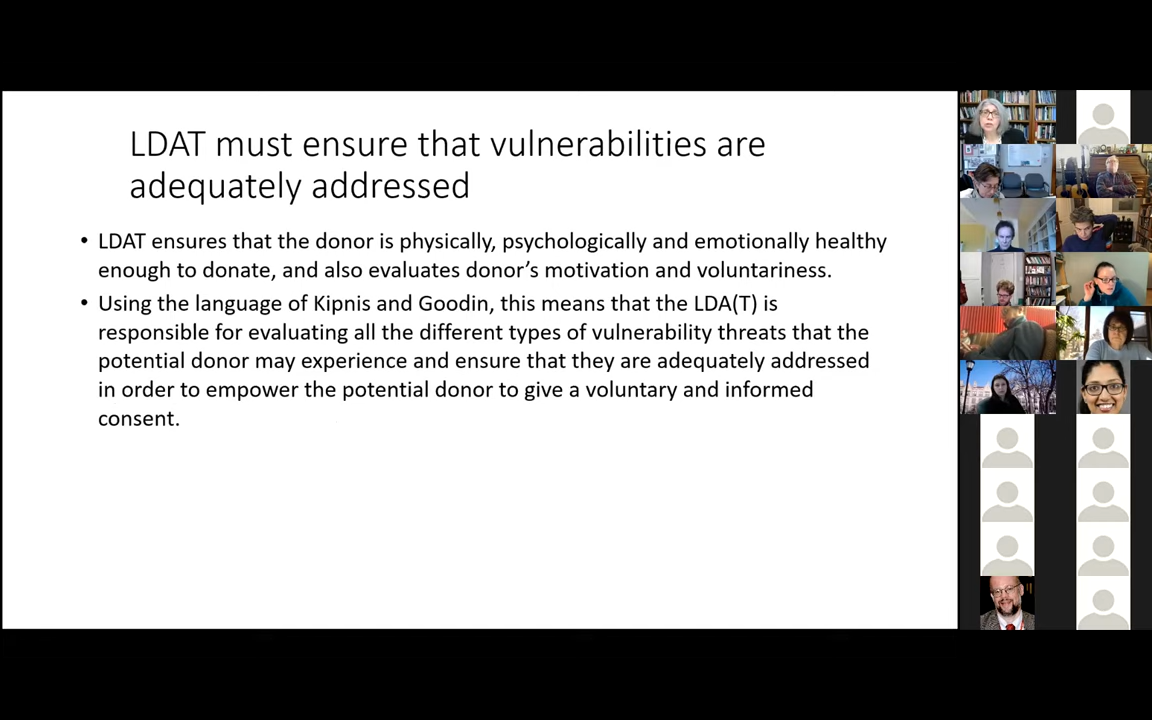 LDAT must ensure that vulnerabilities are
adequately addressed
• LDAT ensures that the donor is physically, psychologically and emotionally healthy
enough to donate, and also evaluates donor’s motivation and voluntariness.
• Using the language of Kipnis and Goodin, this means that the LDA(T) is
responsible for evaluating all the different types of vulnerability threats that the
potential donor may experience and ensure that they are adequately addressed
in order to empower the potential donor to give a voluntary and informed
consent.